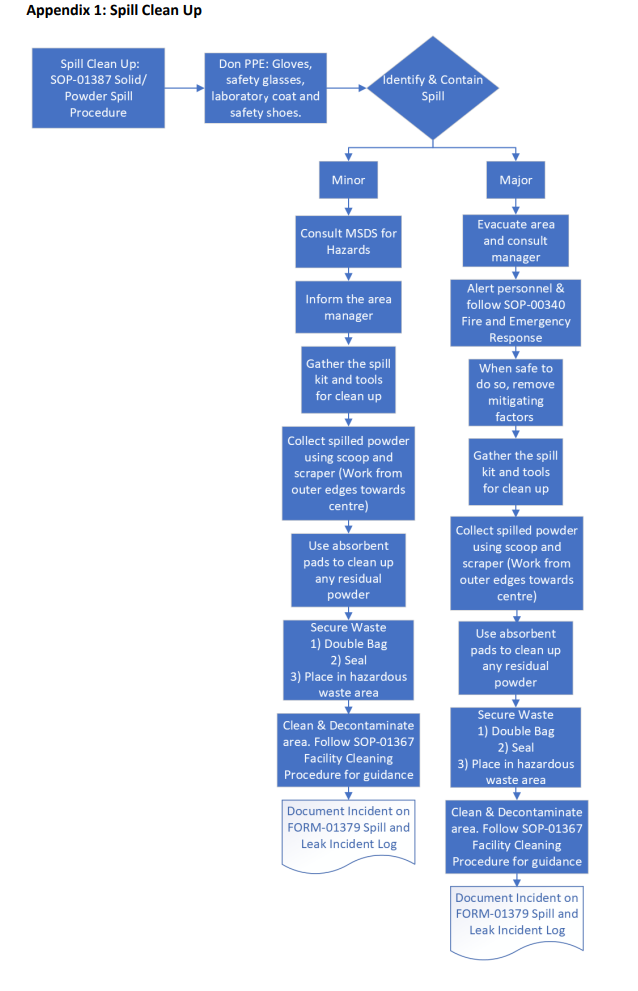 Appendix 1: Spill Clean Up
Spill Clean Up:
SOP-01387 Solid/
Powder Spill
Procedure
Don PPE: Gloves,
safety glasses,
laboratory coat and
safety shoes.
Identify & Contain
Spill
Minor
Consult MSDS for
Hazards
Inform the area
manager
Gather the spill
kit and tools
for clean up
Collect spilled powder
using scoop and
scraper (Work from
outer edges towards
centre)
Use absorbent
pads to clean up
any residual
powder
Secure Waste
1) Double Bag
2) Seal
3) Place in hazardous
waste area
Clean & Decontaminate
area. Follow SOP-01367
Facility Cleaning
Procedure for guidance
Document Incident on
FORM-01379 Spill and
Leak Incident Log
Major
Evacuate area
and consult
manager
Alert personnel &
follow SOP-00340
Fire and Emergency
Response
When safe to
do so, remove
mitigating
factors
Gather the spill
kit and tools
for clean up
Collect spilled powder
using scoop and
scraper (Work from
outer edges towards
centre)
Use absorbent
pads to clean up
any residual
powder
Secure Waste
1) Double Bag
2) Seal
3) Place in hazardous
waste area
Clean & Decontaminate
area. Follow SOP-01367
Facility Cleaning
Procedure for guidance
Document Incident on
FORM-01379 Spill and
Leak Incident Log